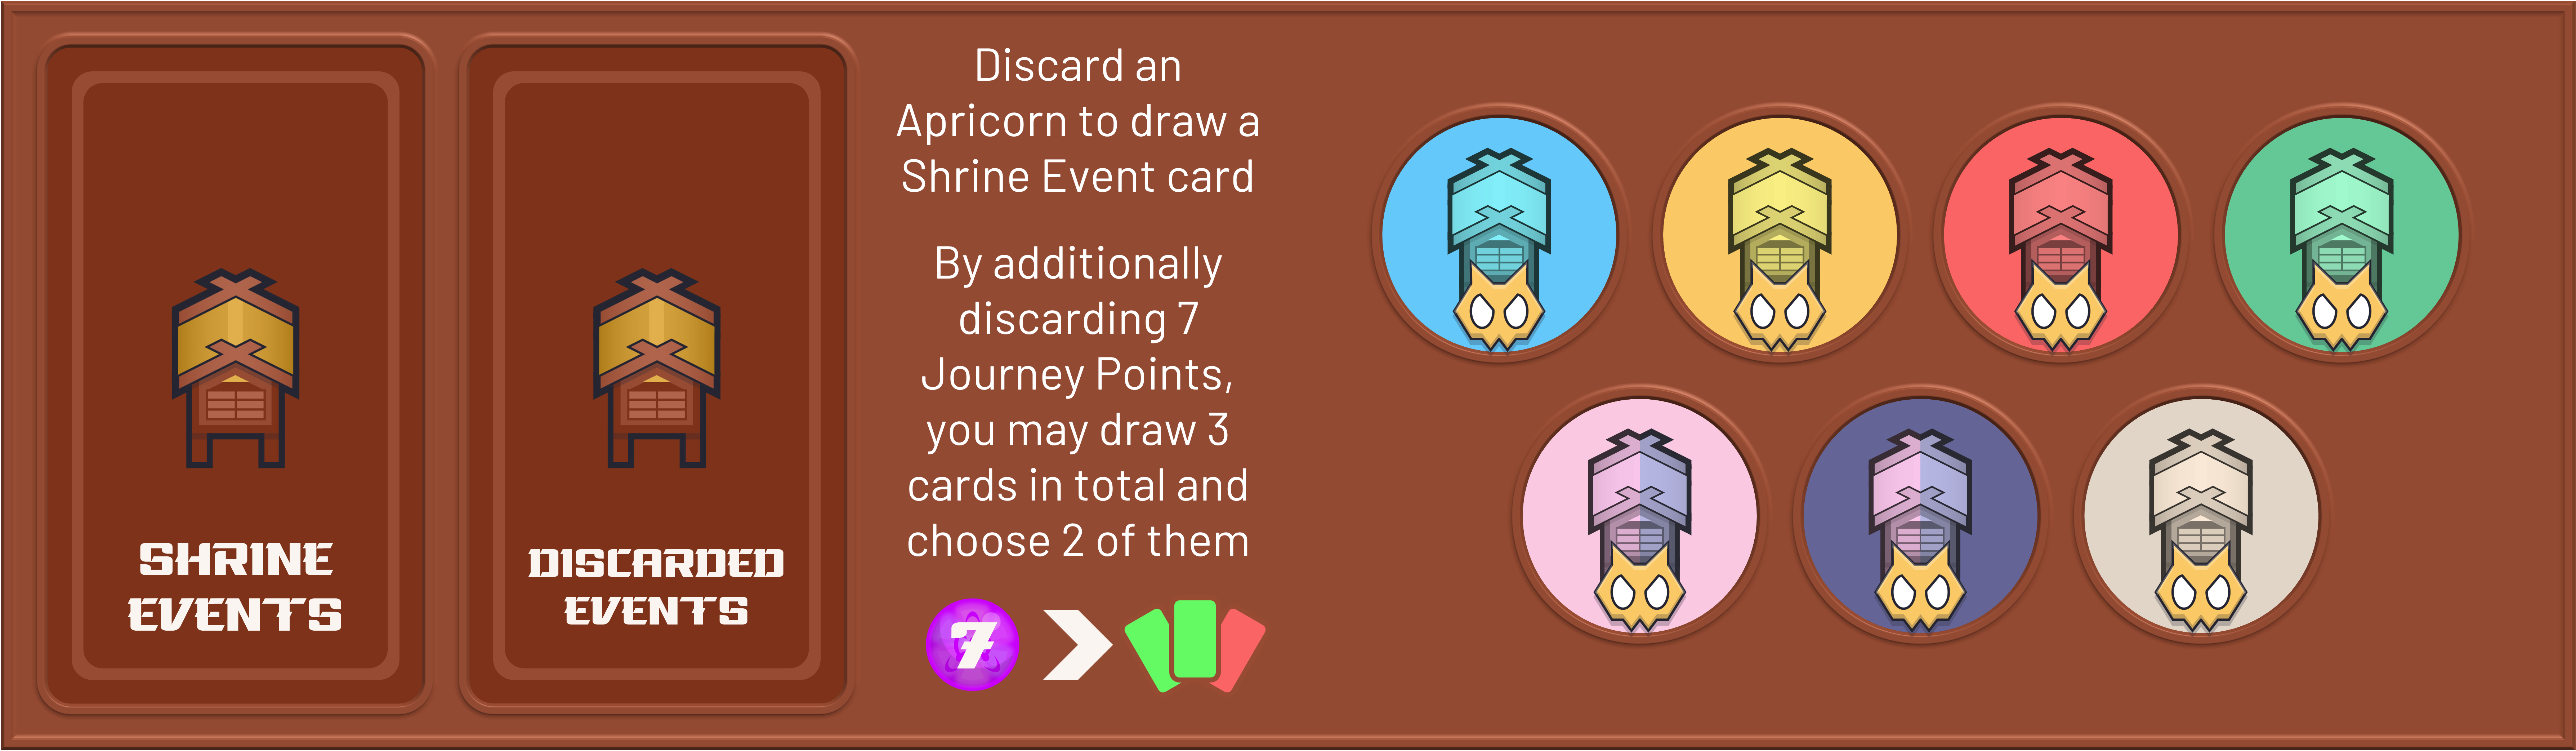 SHRINE
EVENTS
DISCARDED
EVENTS
Discard an
Apricorn to draw a
Shrine Event card
By additionally
discarding 7
Journey Points,
you may draw 3
cards in total and
choose 2 of them
7